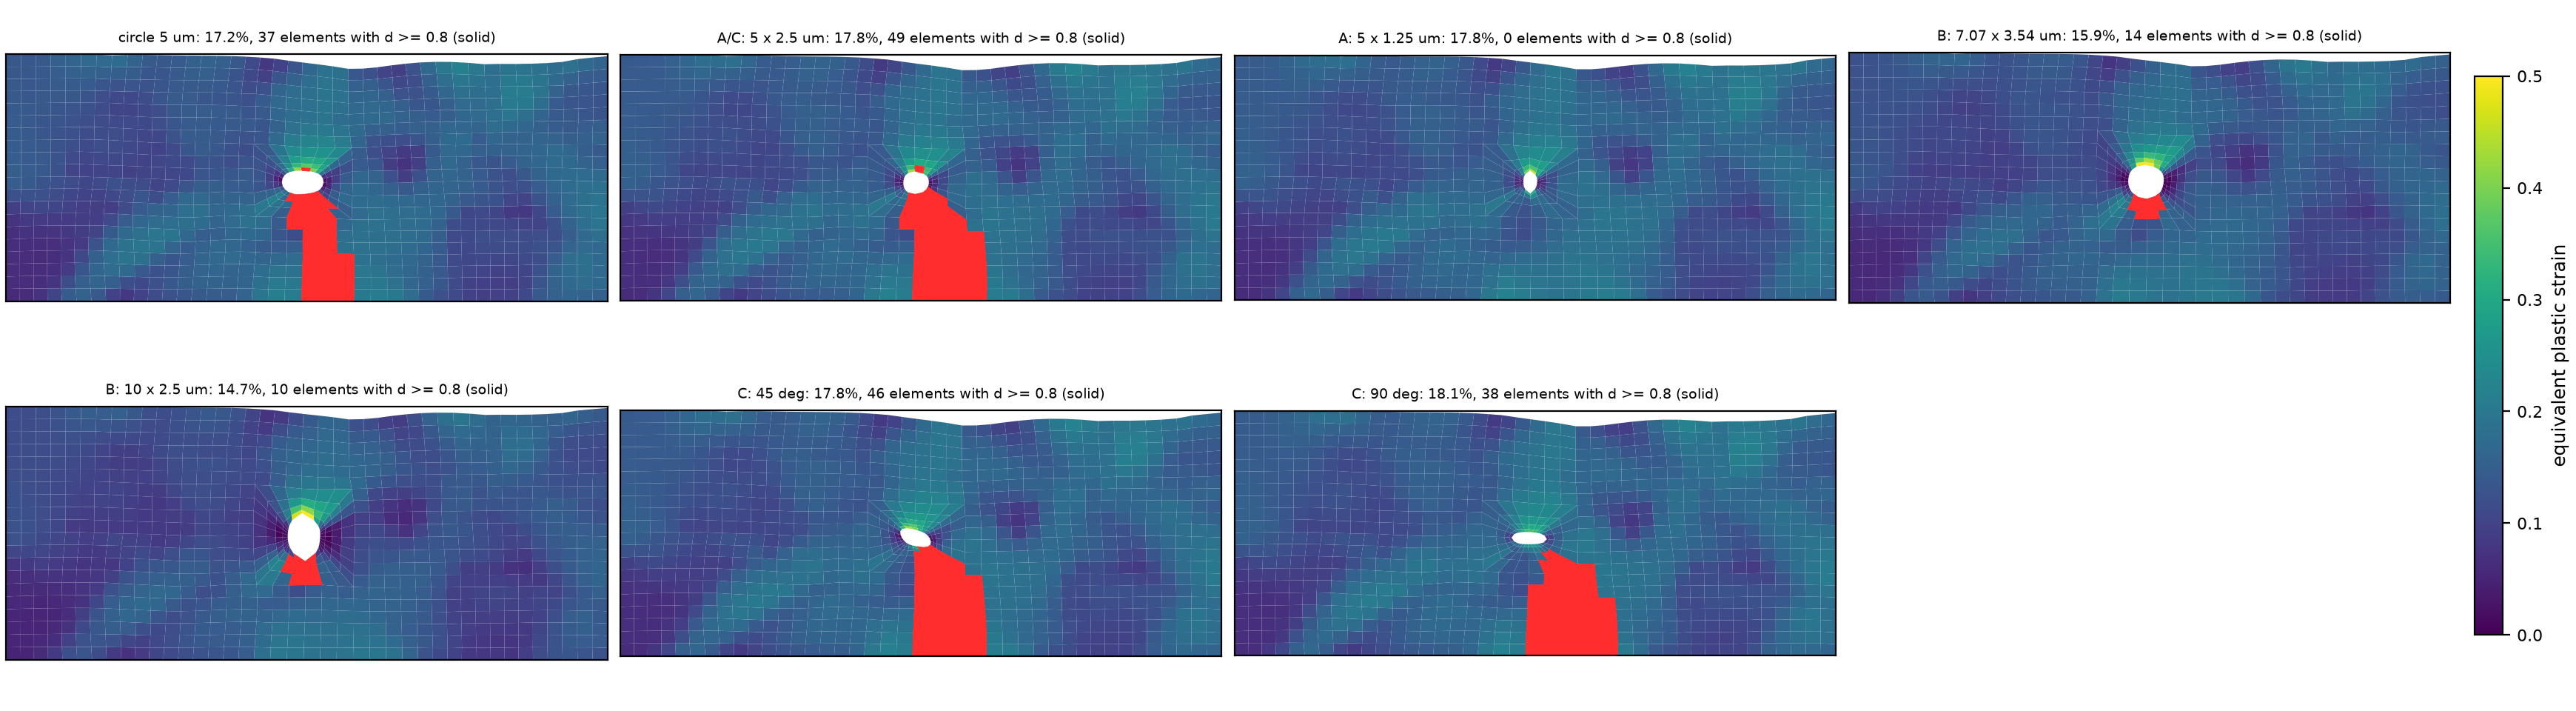 circle 5 um: 17.2%, 37 elements with d >= 0.8 (solid)
A/C: 5 x 2.5 um: 17.8%, 49 elements with d >= 0.8 (solid)
A: 5 x 1.25 um: 17.8%, 0 elements with d >= 0.8 (solid)
B: 7.07 x 3.54 um: 15.9%, 14 elements with d >= 0.8 (solid)
B: 10 x 2.5 um: 14.7%, 10 elements with d >= 0.8 (solid)
C: 45 deg: 17.8%, 46 elements with d >= 0.8 (solid)
C: 90 deg: 18.1%, 38 elements with d >= 0.8 (solid)
0.5
0.4
0.3
0.2
0.1
0.0
equivalent plastic strain